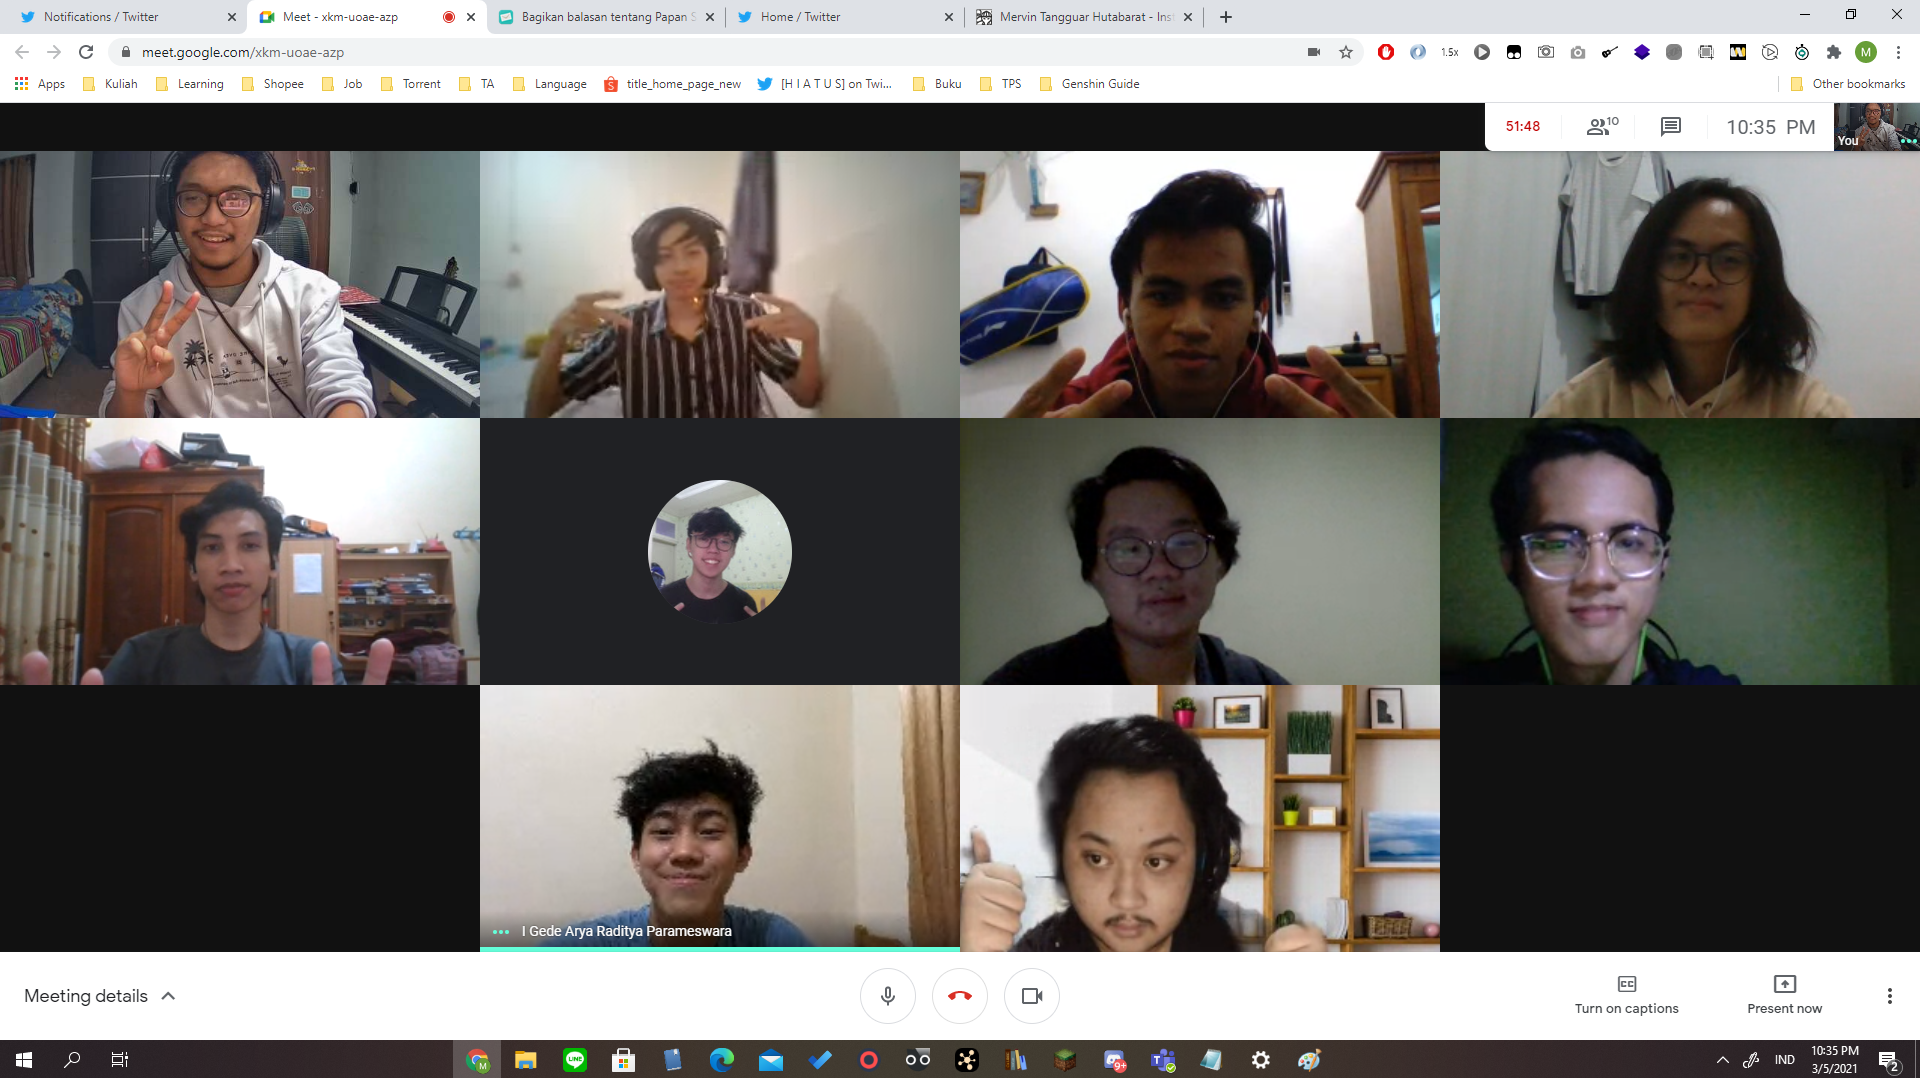 Notifications / Twitter
Meet - xkm-uoae-azp
Bagikan balasan tentang Papan S
Home / Twitter
Mervin Tangguar Hutabarat - Inst
meet.google.com/xkm-uoae-azp
1.5x
M
Apps
Kuliah
Learning
Shopee
Job
Torrent
TA
Language
title_home_page_new
[H I A T U S] on Twi...
Buku
TPS
Genshin Guide
Other bookmarks
51:48
10
10:35 PM
You
I Gede Arya Raditya Parameswara
Meeting details
Turn on captions
Present now
LINE
9+
IND
10:35 PM
3/5/2021
2